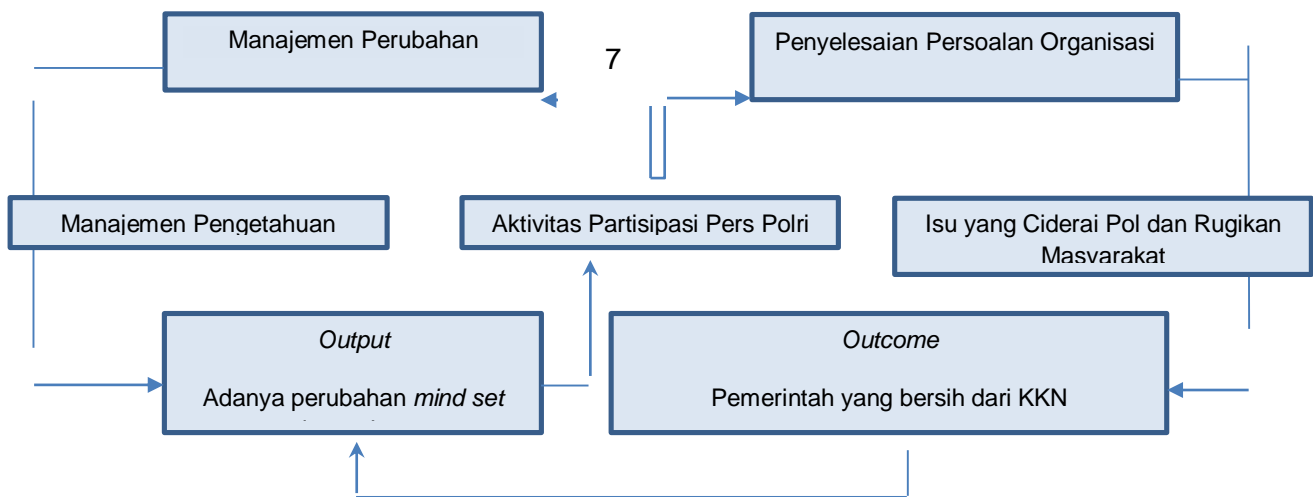 Manajemen Perubahan
7
Penyelesaian Persoalan Organisasi
Manajemen Pengetahuan
Aktivitas Partisipasi Pers Polri
Isu yang Ciderai Pol dan Rugikan
Masyarakat
Output
Adanya perubahan mind set
Outcome
Pemerintah yang bersih dari KKN